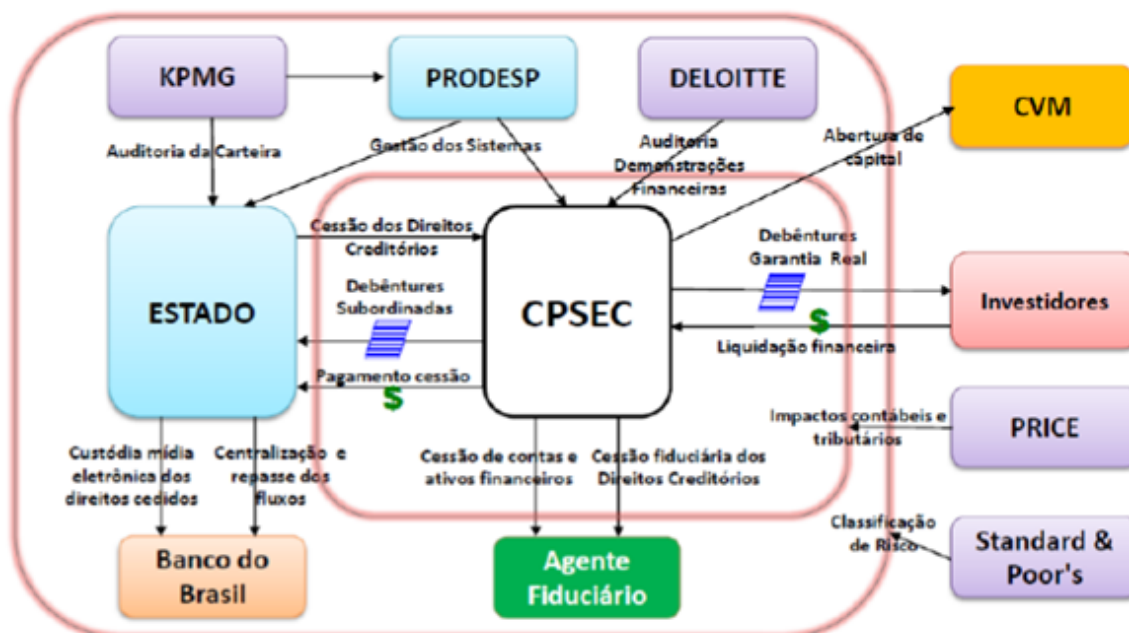 KPMG
PRODESP
DELOITTE
CVM
Auditoria da Carteira
Gestão dos Sistemas
Auditoria
Demonstrações
Financeiras
Abertura de
capital
Cessão dos Direitos
Creditórios
Debêntures
Garantia Real
ESTADO
Debêntures
Subordinadas
CPSEC
Investidores
$
Liquidação financeira
Pagamento cessão
$
Impactos contábeis e
tributários
PRICE
Custódia mídia
eletrônica dos
direitos cedidos
Centralização e
repasse dos
fluxos
Cessão de contas e
ativos financeiros
Cessão fiduciária dos
Direitos Creditórios
Classificação
de Risco
Standard &
Poor's
Banco do
Brasil
Agente
Fiduciário